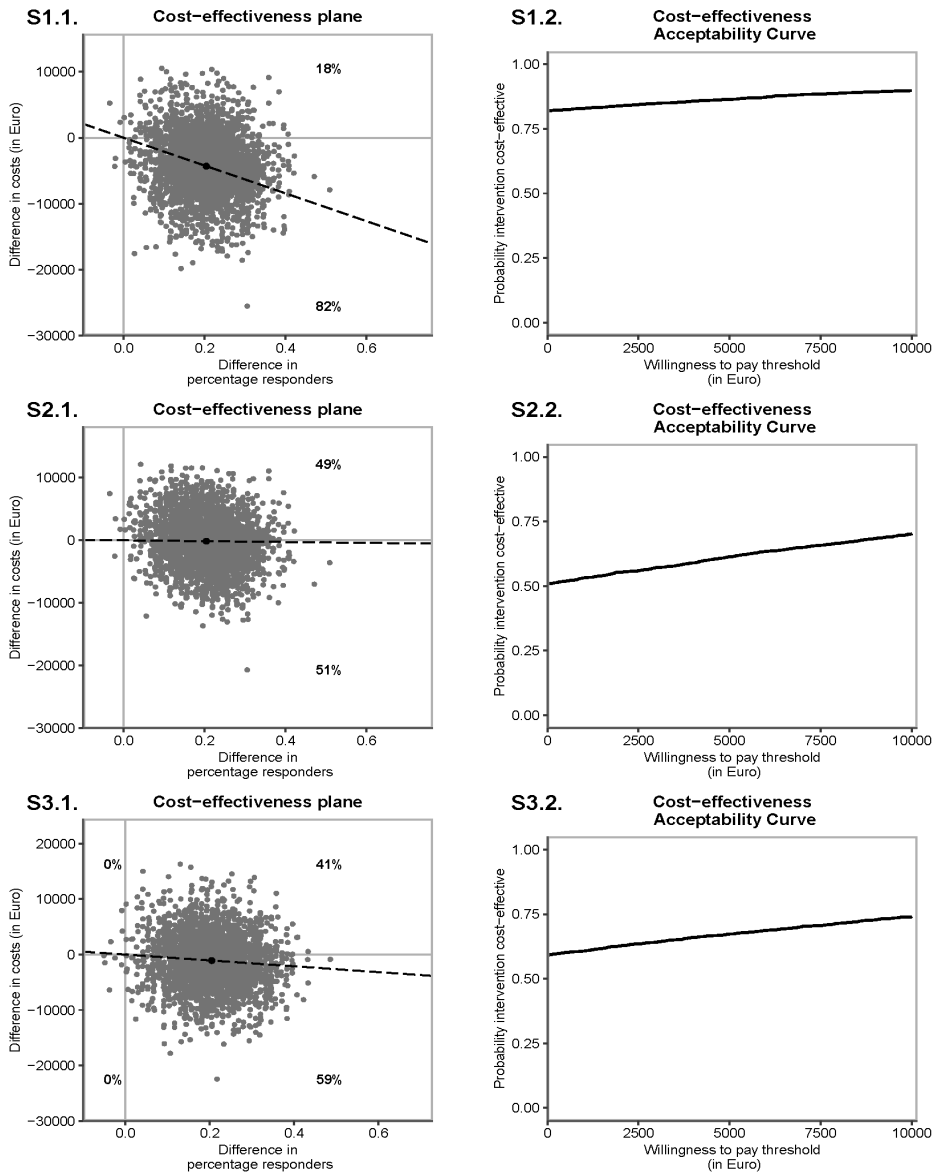 S1.1.
Cost−effectiveness plane
Difference in costs (in Euro)
10000
0
−10000
−20000
−30000
18%
82%
0.0 0.2 0.4 0.6
Difference in
percentage responders
S1.2.
Cost−effectiveness
Acceptability Curve
Probability intervention cost−effective
1.00
0.75
0.50
0.25
0.00
0 2500 5000 7500 10000
Willingness to pay threshold
(in Euro)
S2.1.
Cost−effectiveness plane
Difference in costs (in Euro)
10000
0
−10000
−20000
−30000
49%
51%
0.0 0.2 0.4 0.6
Difference in
percentage responders
S2.2.
Cost−effectiveness
Acceptability Curve
Probability intervention cost−effective
1.00
0.75
0.50
0.25
0.00
0 2500 5000 7500 10000
Willingness to pay threshold
(in Euro)
S3.1.
Cost−effectiveness plane
Difference in costs (in Euro)
20000
10000
0
−10000
−20000
−30000
0% 41%
0% 59%
0.0 0.2 0.4 0.6
Difference in
percentage responders
S3.2.
Cost−effectiveness
Acceptability Curve
Probability intervention cost−effective
1.00
0.75
0.50
0.25
0.00
0 2500 5000 7500 10000
Willingness to pay threshold
(in Euro)